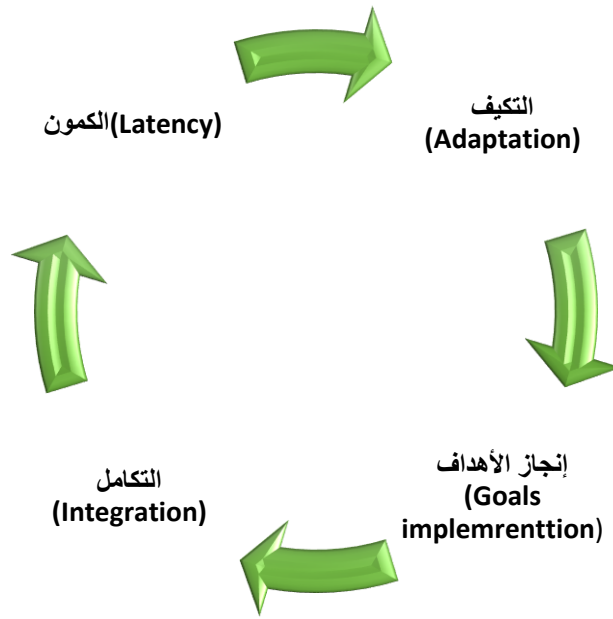 التكيف
(Adaptation)
الكمون(Latency)
إنجاز الأهداف
(Goals
implemrenttion)
التكامل
(Integration)